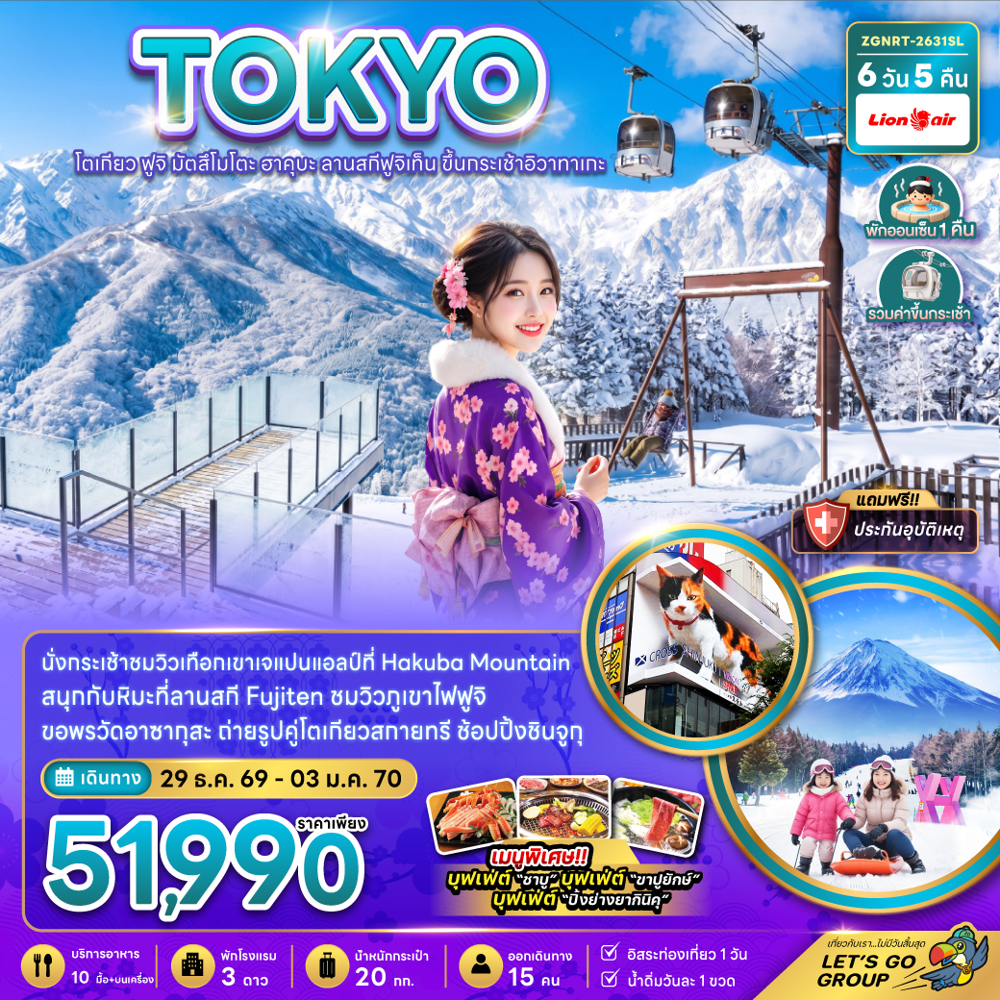 TOKYO
โตเกียว ฟูจิ มัตสึโมโตะ ฮาคุบะ ลานสกีฟูจิเท็น ขึ้นกระเช้าอิวาทาเกะ
ZGNRT-2631SL
6 วัน 5 คืน
Lion air
พักออนเซ็น 1 คืน
รวมค่าขึ้นกระเช้า
แถมฟรี!!
ประกันอุบัติเหตุ
นั่งกระเช้าชมวิวเทือกเขาเจแปนแอลป์ที่ Hakuba Mountain
สนุกกับหิมะที่ลานสกี Fujiten ชมวิวภูเขาไฟฟูจิ
ขอพรวัดอาซากุสะ ถ่ายรูปคู่โตเกียวสกายทรี ช้อปปิ้งชินจูกุ
เดินทาง 29 ธ.ค. 69 - 03 ม.ค. 70
ราคาเพียง
51,990
เมนูพิเศษ!!
บุฟเฟ่ต์ "ชาบู" บุฟเฟ่ต์ "ขาปูยักษ์"
บุฟเฟ่ต์ "ปิ้งย่างยากินิคุ"
บริการอาหาร
10 มื้อ+บนเครื่อง
พักโรงแรม
3 ดาว
น้ำหนักกระเป๋า
20 กก.
ออกเดินทาง
15 คน
อิสระท่องเที่ยว 1 วัน
น้ำดื่มวันละ 1 ขวด
เที่ยวกับเรา...ไม่มีวันสิ้นสุด
LET'S GO
GROUP